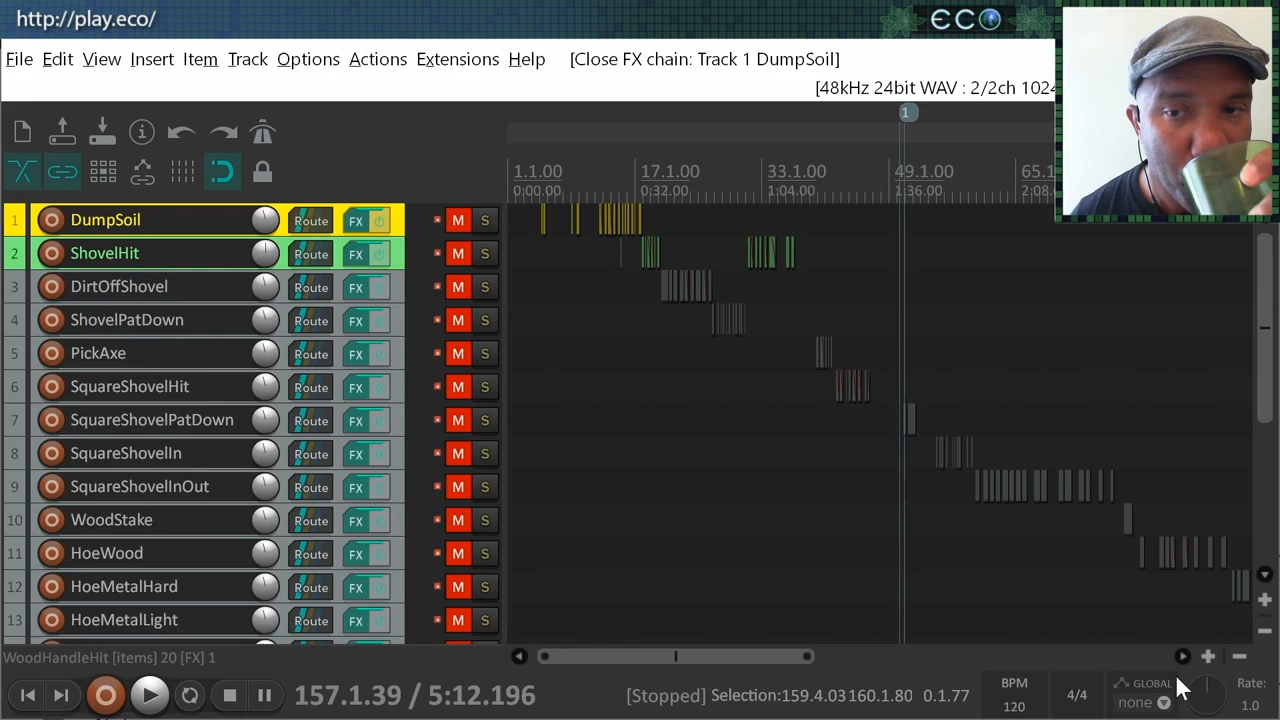 http://play.eco/
ECO
File Edit View Insert Item Track Options Actions Extensions Help [Close FX chain: Track 1 DumpSoil]
[48kHz 24bit WAV : 2/2ch 1024
1
1.1.00 17.1.00 33.1.00 49.1.00 65.1
0:00.00 0:32.00 1:04.00 1:36.00 2:08.
1 DumpSoil Route FX M S
2 ShovelHit Route FX M S
3 DirtOffShovel Route FX M S
4 ShovelPatDown Route FX M S
5 PickAxe Route FX M S
6 SquareShovelHit Route FX M S
7 SquareShovelPatDown Route FX M S
8 SquareShovelIn Route FX M S
9 SquareShovelInOut Route FX M S
10 WoodStake Route FX M S
11 HoeWood Route FX M S
12 HoeMetalHard Route FX M S
13 HoeMetalLight Route FX M S
WoodHandleHit [items] 20 [FX] 1
157.1.39 / 5:12.196 [Stopped] Selection: 159.4.03 160.1.80 0.1.77
BPM
120
4/4
GLOBAL
none
Rate:
1.0